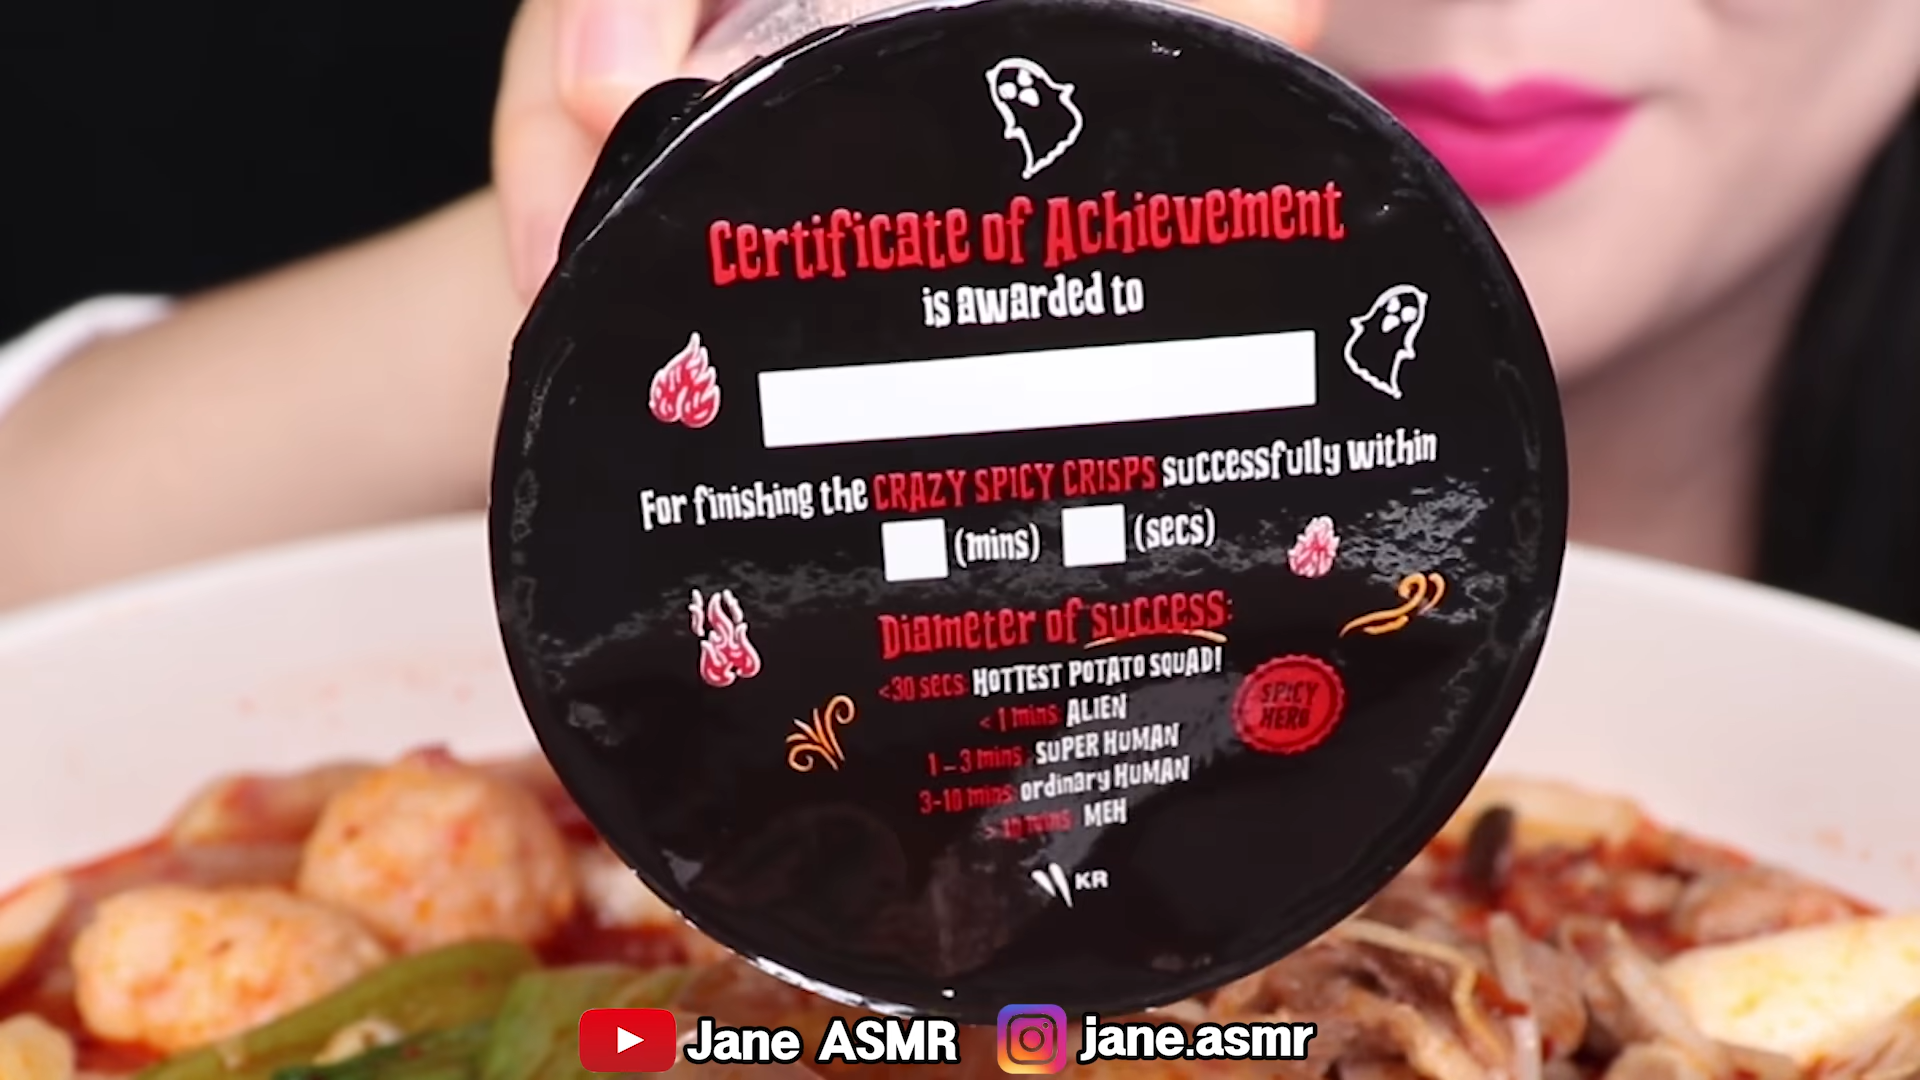 Certificate of Achievement
is awarded to
For finishing the CRAZY SPICY CRISPS successfully within
(mins) (secs)
Diameter of success:
<30 secs HOTTEST POTATO SQUAD!
< 1 mins ALIEN
1 – 3 mins SUPER HUMAN
3-10 mins ordinary HUMAN
> 10 mins MEH
SPICY
HERO
KR
Jane ASMR jane.asmr